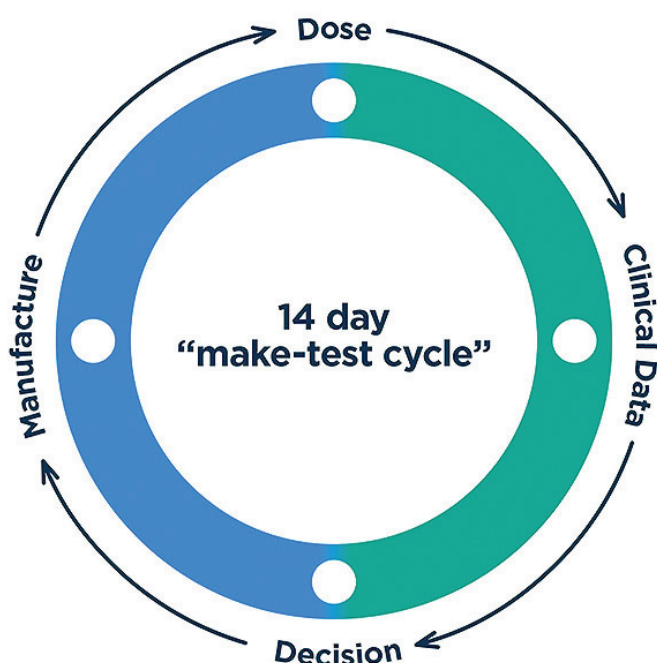 Dose
Clinical Data
Decision
Manufacture
14 day
“make-test cycle”